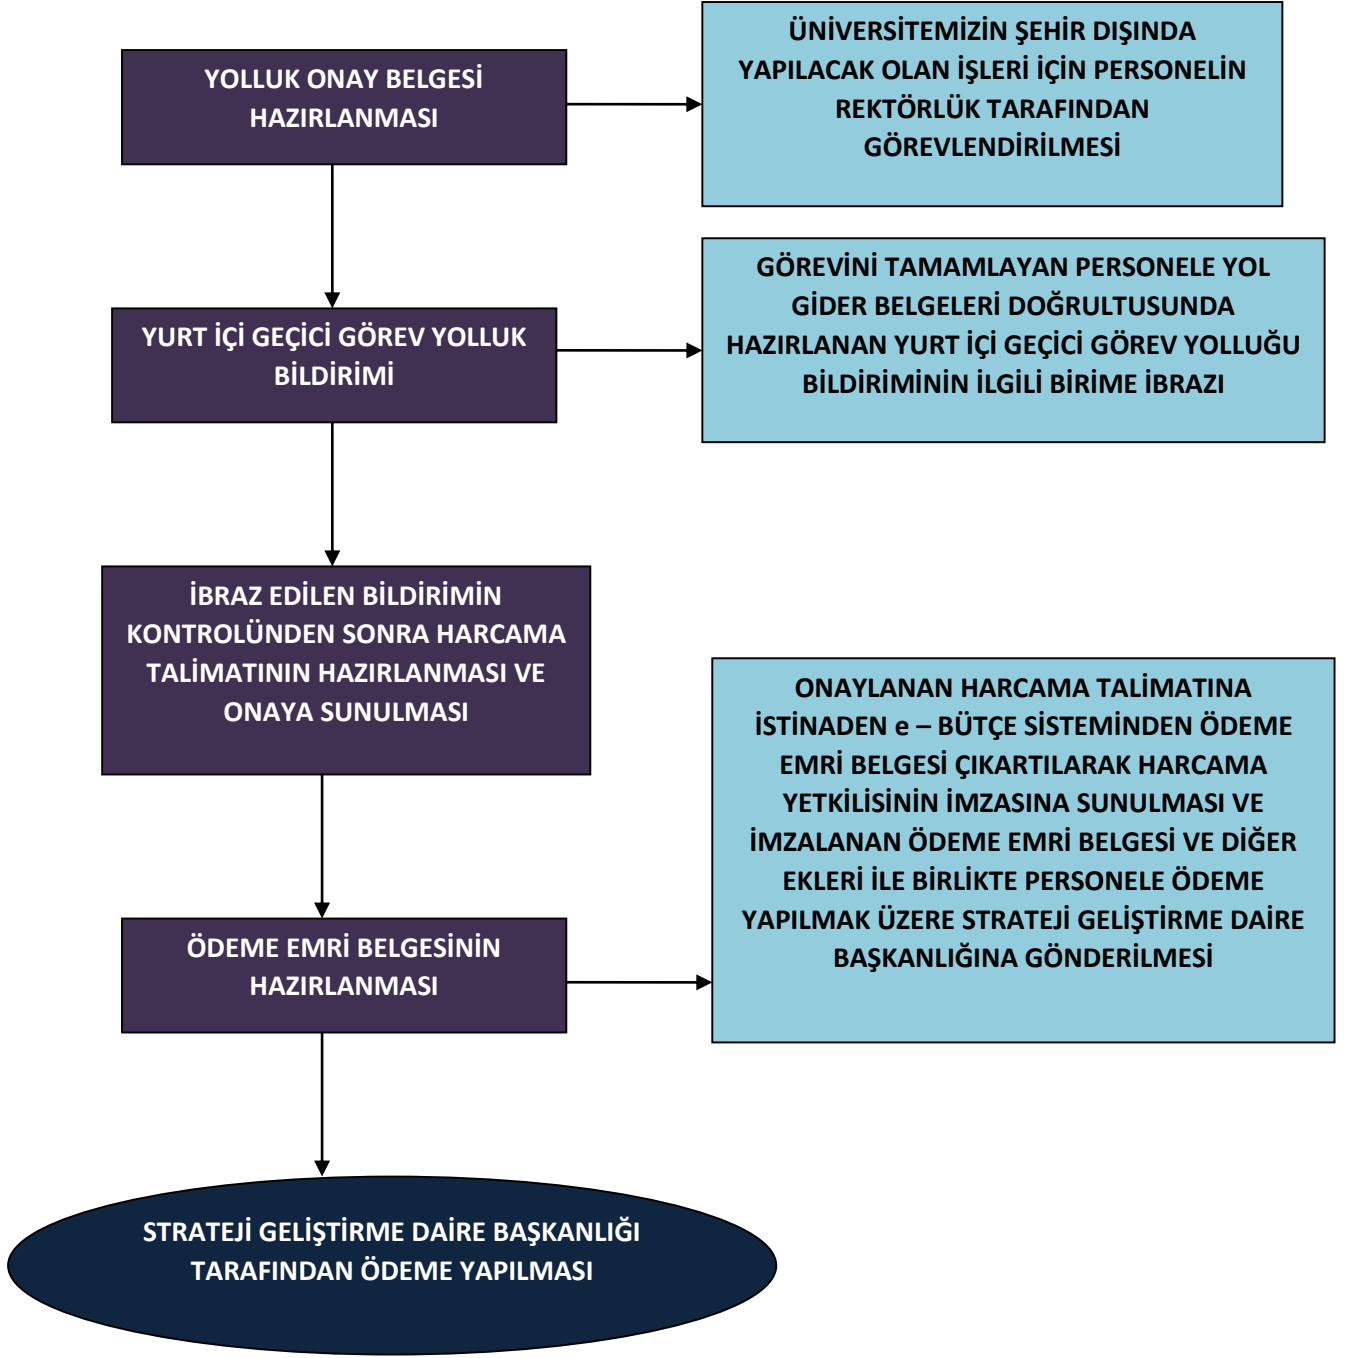 YOLLUK ONAY BELGESİ
HAZIRLANMASI
ÜNİVERSİTEMİZİN ŞEHİR DIŞINDA
YAPILACAK OLAN İŞLERİ İÇİN PERSONELİN
REKTÖRLÜK TARAFINDAN
GÖREVLENDİRİLMESİ
YURT İÇİ GEÇİCİ GÖREV YOLLUK
BİLDİRİMİ
GÖREVİNİ TAMAMLAYAN PERSONELE YOL
GİDER BELGELERİ DOĞRULTUSUNDA
HAZIRLANAN YURT İÇİ GEÇİCİ GÖREV YOLLUĞU
BİLDİRİMİNİN İLGİLİ BİRİME İBRAZI
İBRAZ EDİLEN BİLDİRİMİN
KONTROLÜNDEN SONRA HARCAMA
TALİMATININ HAZIRLANMASI VE
ONAYA SUNULMASI
ÖDEME EMRİ BELGESİNİN
HAZIRLANMASI
ONAYLANAN HARCAMA TALİMATINA
İSTİNADEN e – BÜTÇE SİSTEMİNDEN ÖDEME
EMRİ BELGESİ ÇIKARTILARAK HARCAMA
YETKİLİSİNİN İMZASINA SUNULMASI VE
İMZALANAN ÖDEME EMRİ BELGESİ VE DİĞER
EKLERİ İLE BİRLİKTE PERSONELE ÖDEME
YAPILMAK ÜZERE STRATEJİ GELİŞTİRME DAİRE
BAŞKANLIĞINA GÖNDERİLMESİ
STRATEJİ GELİŞTİRME DAİRE BAŞKANLIĞI
TARAFINDAN ÖDEME YAPILMASI